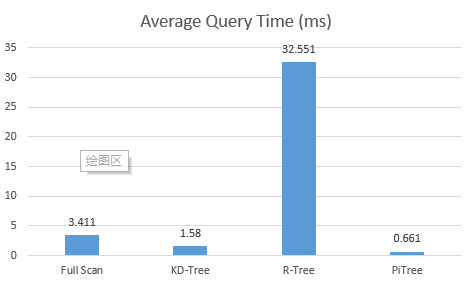 Average Query Time (ms)
35
30
25
20
15
10
5
0
32.551
绘图区
3.411
1.58
0.661
Full Scan
KD-Tree
R-Tree
PiTree